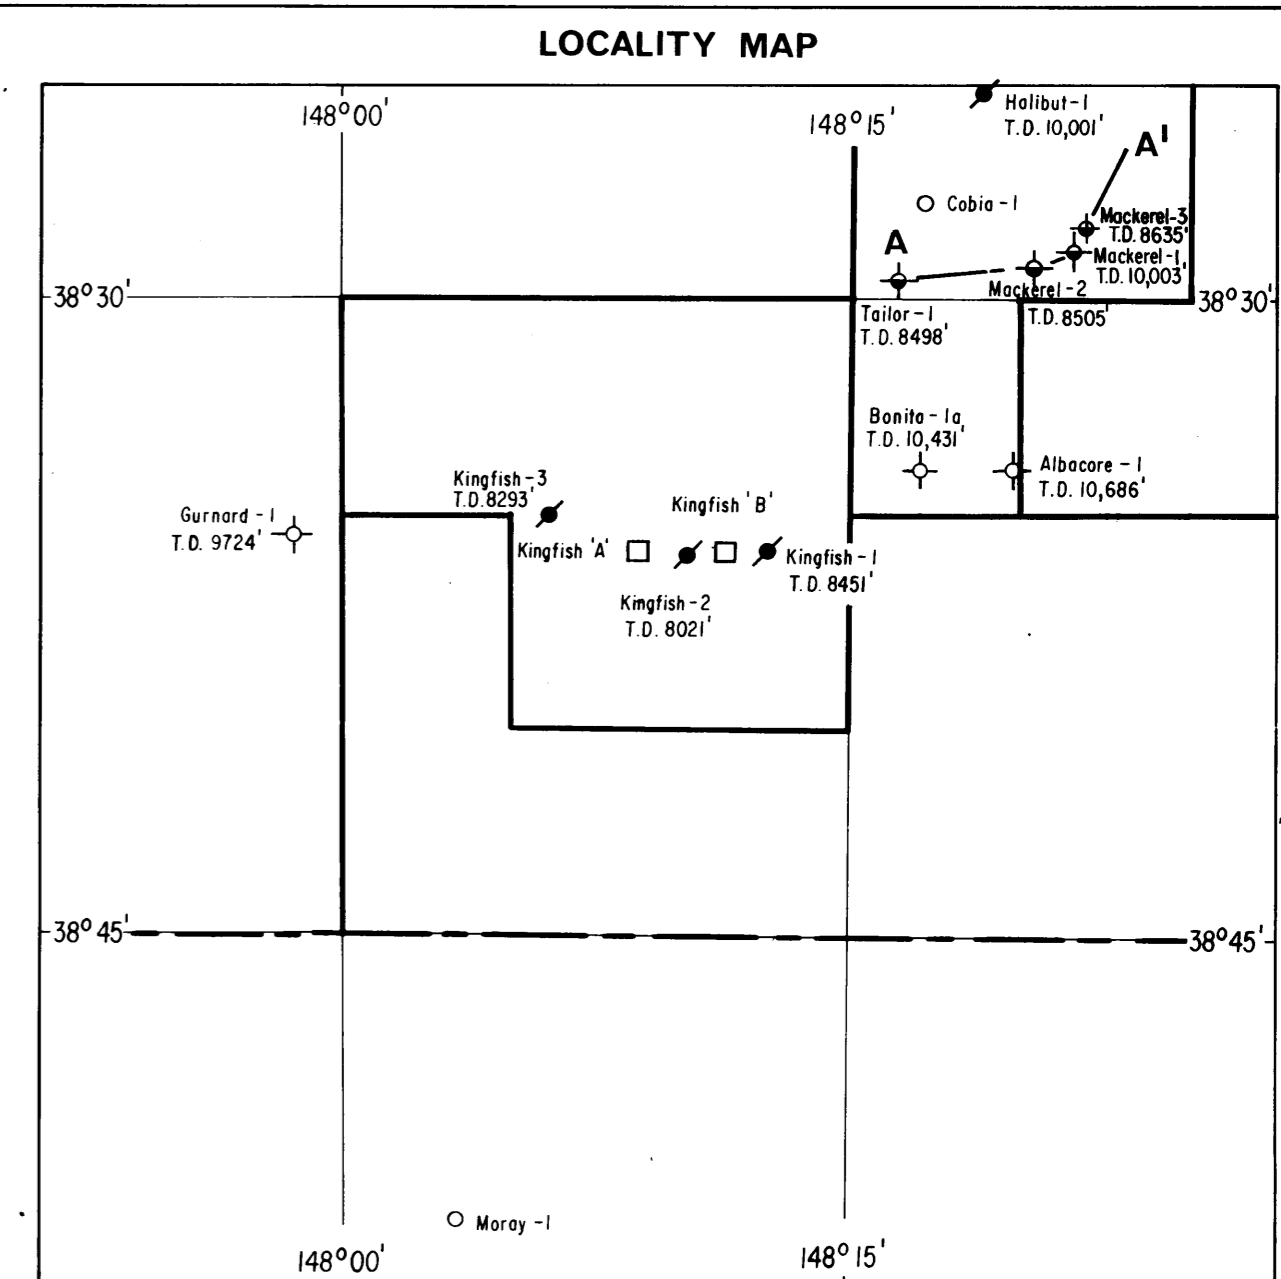 LOCALITY MAP
148°00'
148°15'
Halibut-1
T.D. 10,001'
A'
Cobia-1
Mackerel-3
T.D. 8635'
A
Mackerel-1
T.D. 10,003'
Mackerel-2
T.D. 8505'
38°30'
38°30'
Tailor-1
T.D. 8498'
Bonita-1a
T.D. 10,431'
Albacore-1
T.D. 10,686'
Kingfish-3
T.D. 8293'
Kingfish 'B'
Gurnard-1
T.D. 9724'
Kingfish 'A'
Kingfish-1
T.D. 8451'
Kingfish-2
T.D. 8021'
38°45'
38°45'
Moray-1
148°00'
148°15'